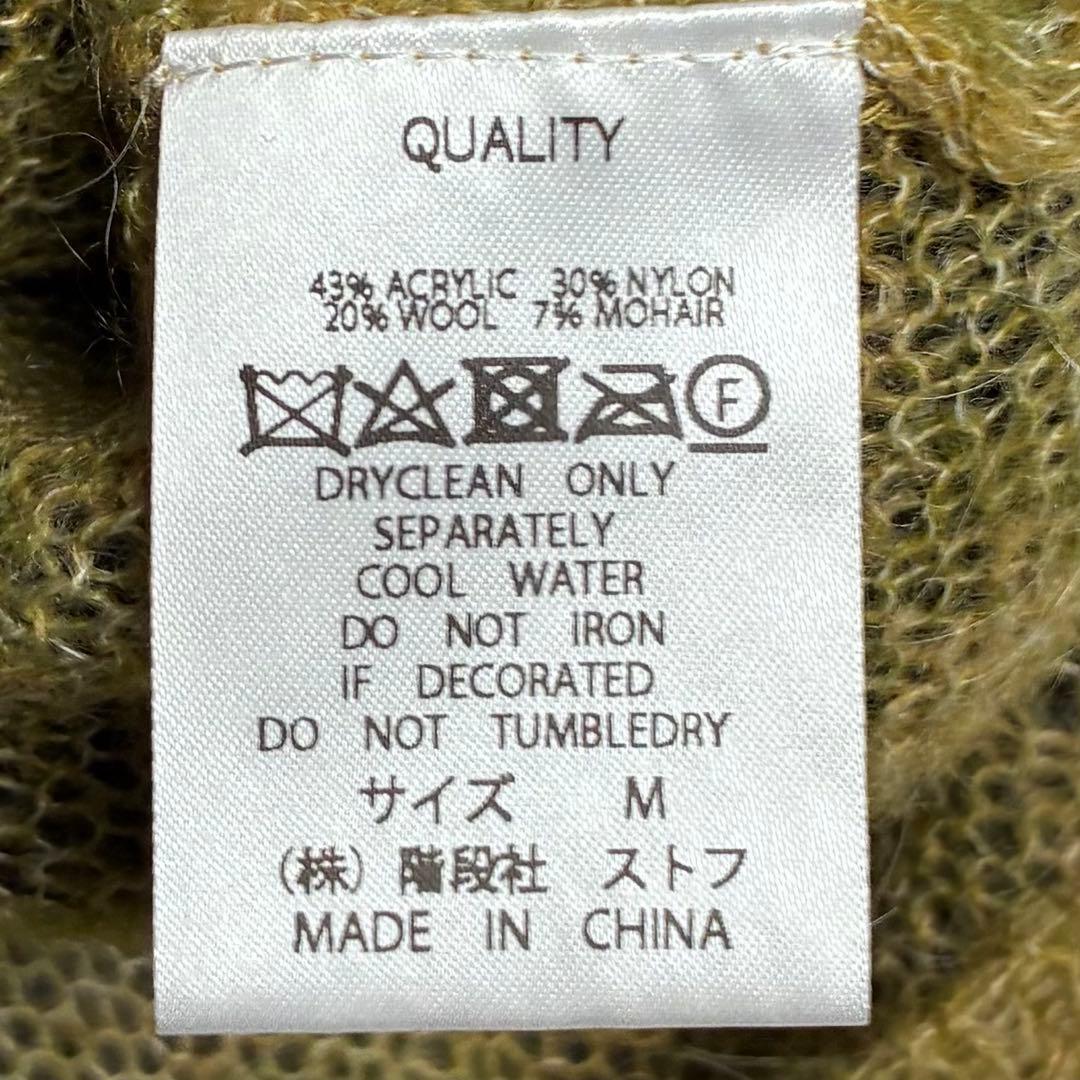 QUALITY
43% ACRYLIC 30% NYLON
20% WOOL 7% MOHAIR
F
DRYCLEAN ONLY
SEPARATELY
COOL WATER
DO NOT IRON
IF DECORATED
DO NOT TUMBLEDRY
サイズ M
(株) 階段社 ストフ
MADE IN CHINA